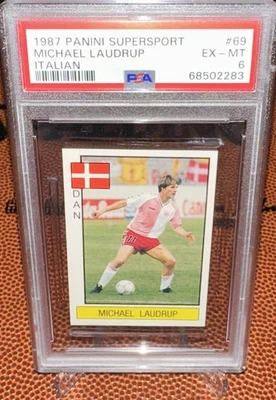 1987 PANINI SUPERSPORT #69
MICHAEL LAUDRUP EX - MT
ITALIAN PSA 6
68502283
DAN
MICHAEL LAUDRUP